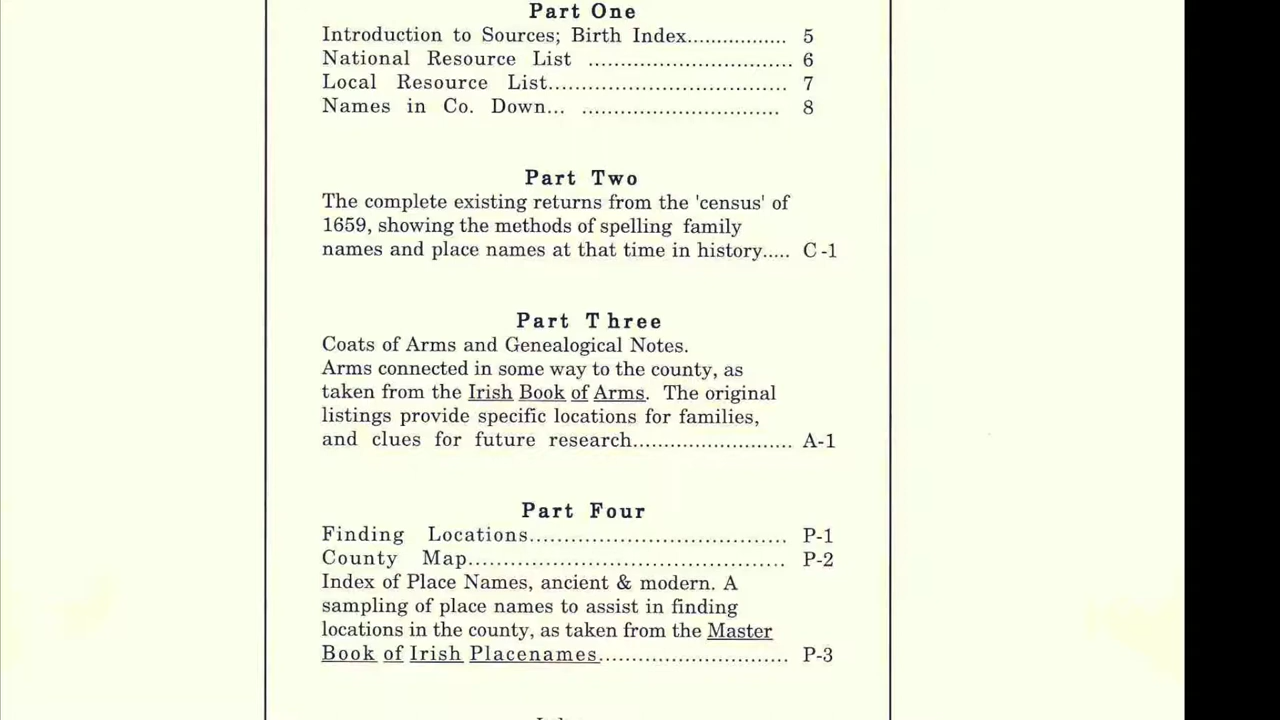 Part One
Introduction to Sources; Birth Index................ 5
National Resource List ................................ 6
Local Resource List..................................... 7
Names in Co. Down... ............................... 8
Part Two
The complete existing returns from the 'census' of
1659, showing the methods of spelling family
names and place names at that time in history..... C-1
Part Three
Coats of Arms and Genealogical Notes.
Arms connected in some way to the county, as
taken from the Irish Book of Arms. The original
listings provide specific locations for families,
and clues for future research......................... A-1
Part Four
Finding Locations......................................... P-1
County Map.................................................. P-2
Index of Place Names, ancient & modern. A
sampling of place names to assist in finding
locations in the county, as taken from the Master
Book of Irish Placenames.............................. P-3